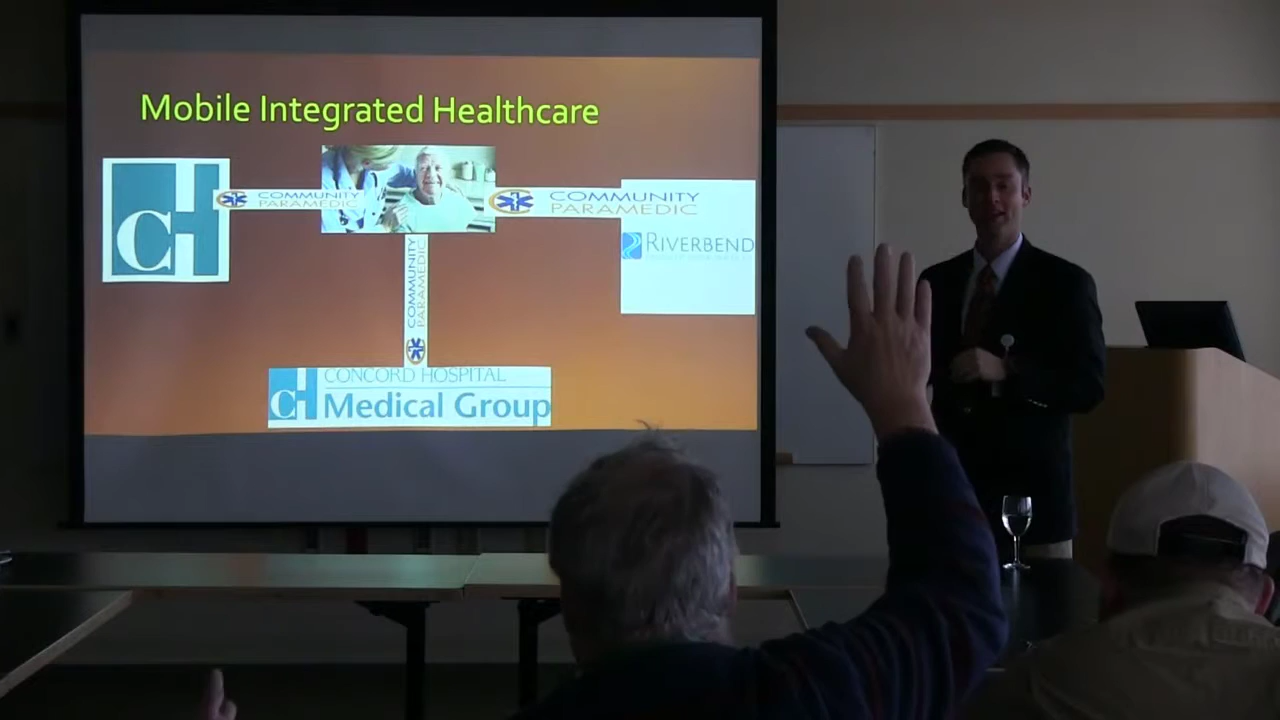 Mobile Integrated Healthcare
CH
COMMUNITY
PARAMEDIC
COMMUNITY
PARAMEDIC
RIVERBEND
COMMUNITY
PARAMEDIC
CH
CONCORD HOSPITAL
Medical Group